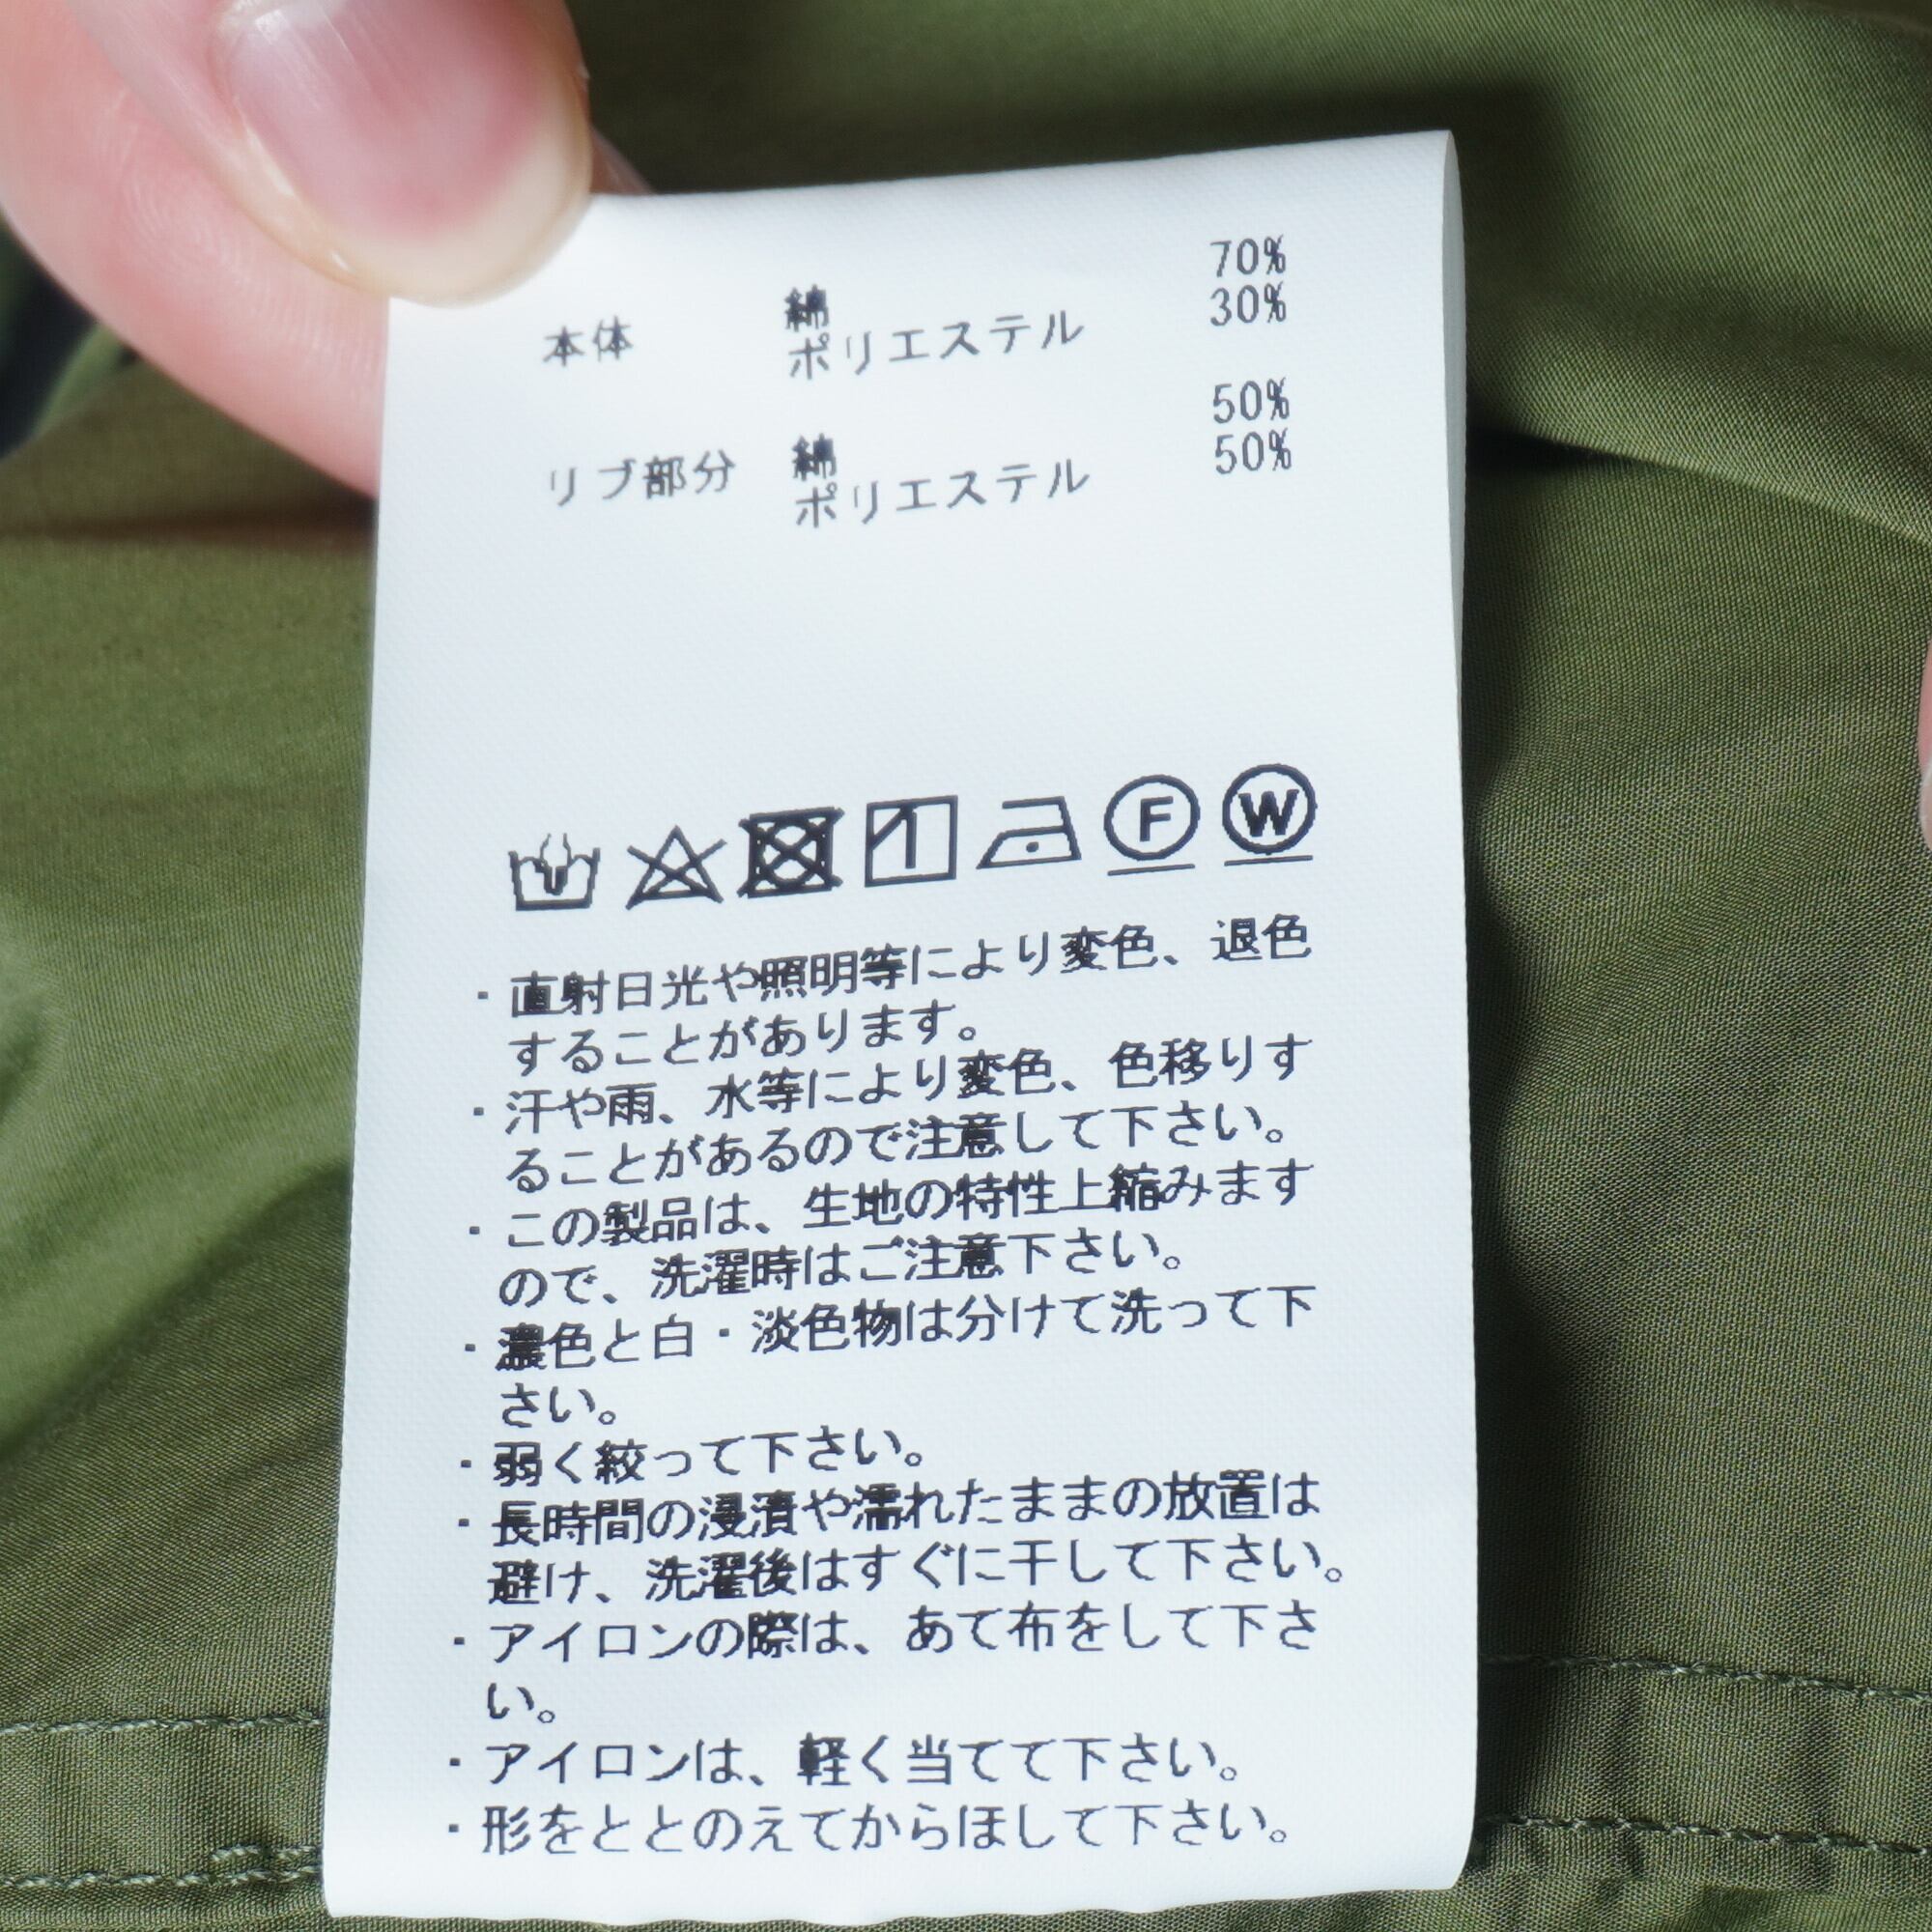 本体 綿 70%
ポリエステル 30%
リブ部分 綿 50%
ポリエステル 50%
F W
・直射日光や照明等により変色、退色
することがあります。
・汗や雨、水等により変色、色移りす
ることがあるので注意して下さい。
・この製品は、生地の特性上縮みます
ので、洗濯時はご注意下さい。
・濃色と白・淡色物は分けて洗って下
さい。
・弱く絞って下さい。
・長時間の浸漬や濡れたままの放置は
避け、洗濯後はすぐに干して下さい。
・アイロンの際は、あて布をして下さ
い。
・アイロンは、軽く当てて下さい。
・形をととのえてからほして下さい。